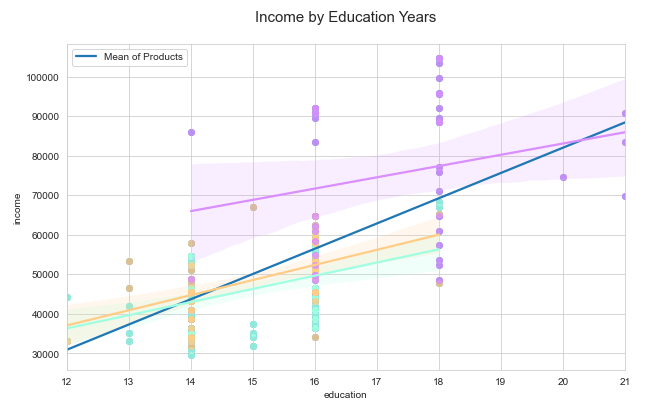 Income by Education Years
Mean of Products
100000
90000
80000
70000
60000
50000
40000
30000
income
12 13 14 15 16 17 18 19 20 21
education